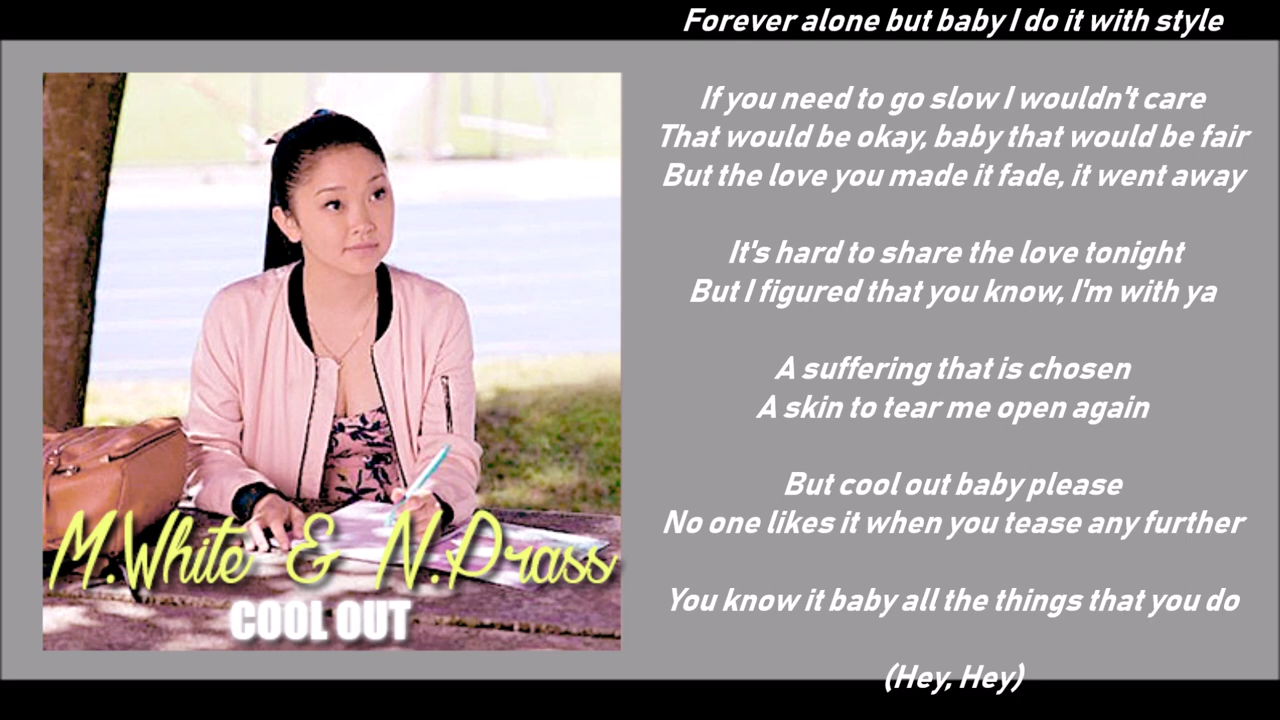 Forever alone but baby I do it with style
If you need to go slow I wouldn't care
That would be okay, baby that would be fair
But the love you made it fade, it went away
It's hard to share the love tonight
But I figured that you know, I'm with ya
A suffering that is chosen
A skin to tear me open again
But cool out baby please
No one likes it when you tease any further
You know it baby all the things that you do
(Hey, Hey)
M.White & N.Prass
COOL OUT